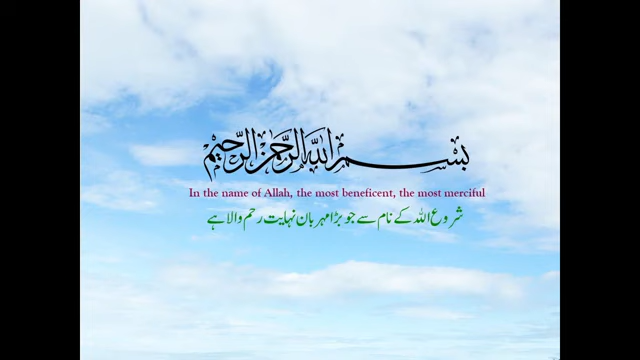 بسم الله الرحمن الرحيم
In the name of Allah, the most beneficent, the most merciful
شروع اللہ کے نام سے جو بڑا مہربان نہایت رحم والا ہے